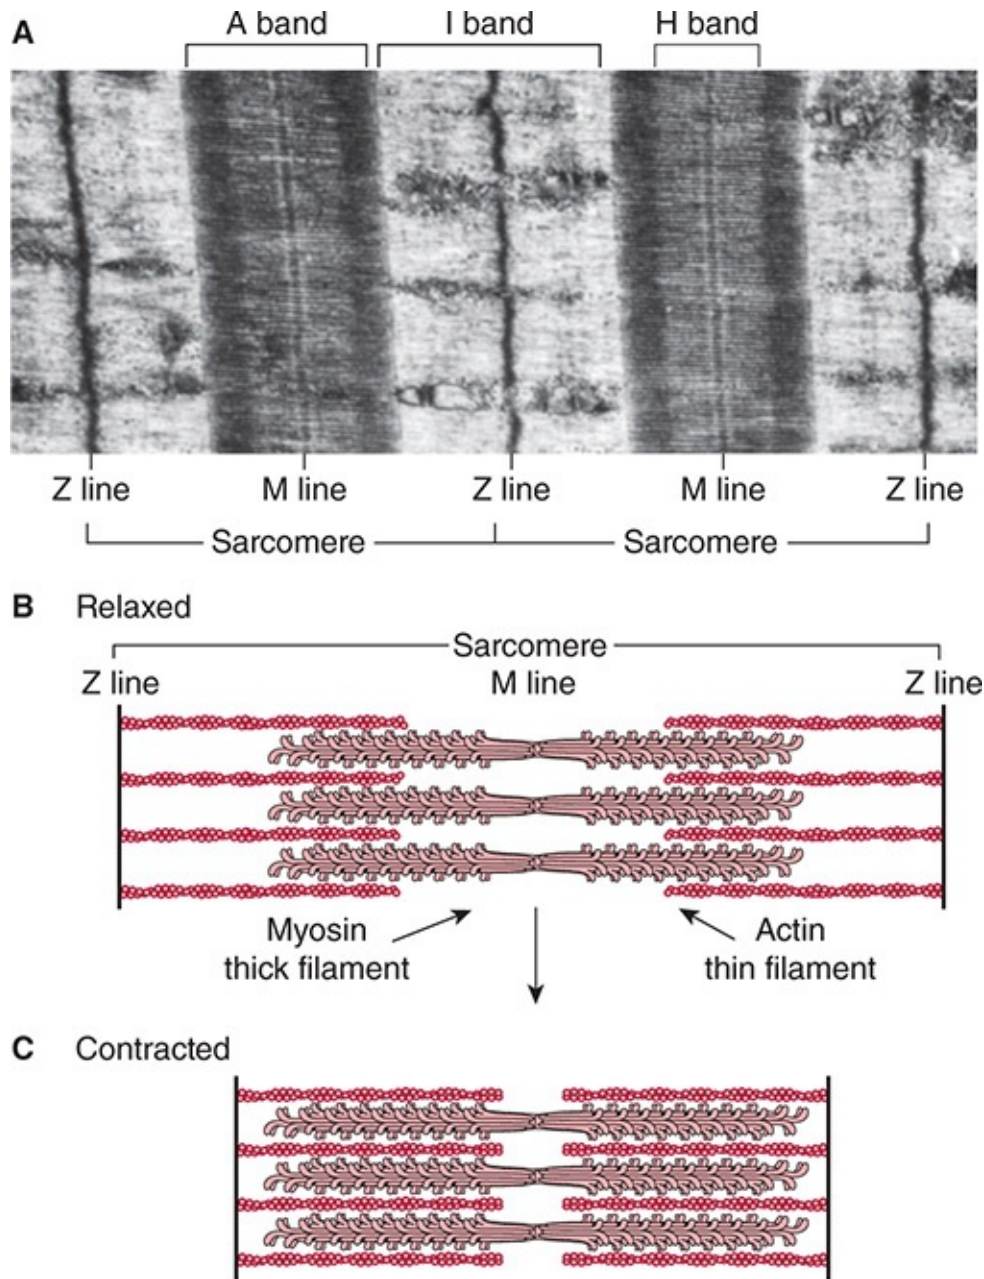 A
A band I band H band
Z line M line Z line M line Z line
Sarcomere Sarcomere
B Relaxed
Sarcomere
Z line M line Z line
Myosin
thick filament
Actin
thin filament
C Contracted